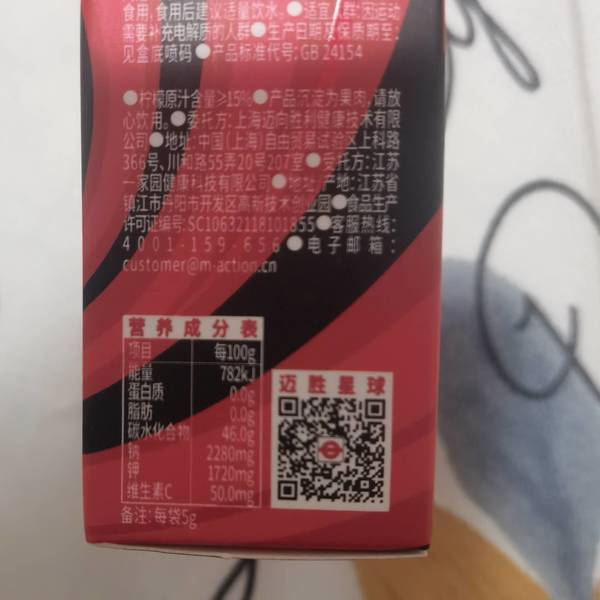 食用,食用后建议适量饮水。●适宜人群:因运动
需要补充电解质的人群●生产日期及保质期至:
见盒底喷码●产品标准代号:GB 24154
●柠檬原汁含量≥15%●产品沉淀为果肉,请放
心饮用。●委托方:上海迈向胜利健康技术有限
公司●地址:中国(上海)自由贸易试验区上科路
366号、川和路55弄20号207室●受托方:江苏
一家园健康科技有限公司●地址/产地:江苏省
镇江市丹阳市开发区高新技术创业园●食品生产
许可证编号:SC10632118101855●客服热线:
4001-159-656●电子邮箱:
customer@m-action.cn
营养成分表
项目 每100g
能量 782kJ
蛋白质 0.0g
脂肪 0.0g
碳水化合物 46.0g
钠 2280mg
钾 1720mg
维生素C 50.0mg
备注:每袋5g
迈胜星球